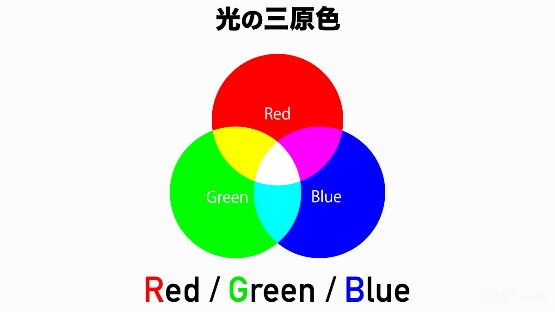 光の三原色
Red
Green
Blue
Red / Green / Blue
©321web